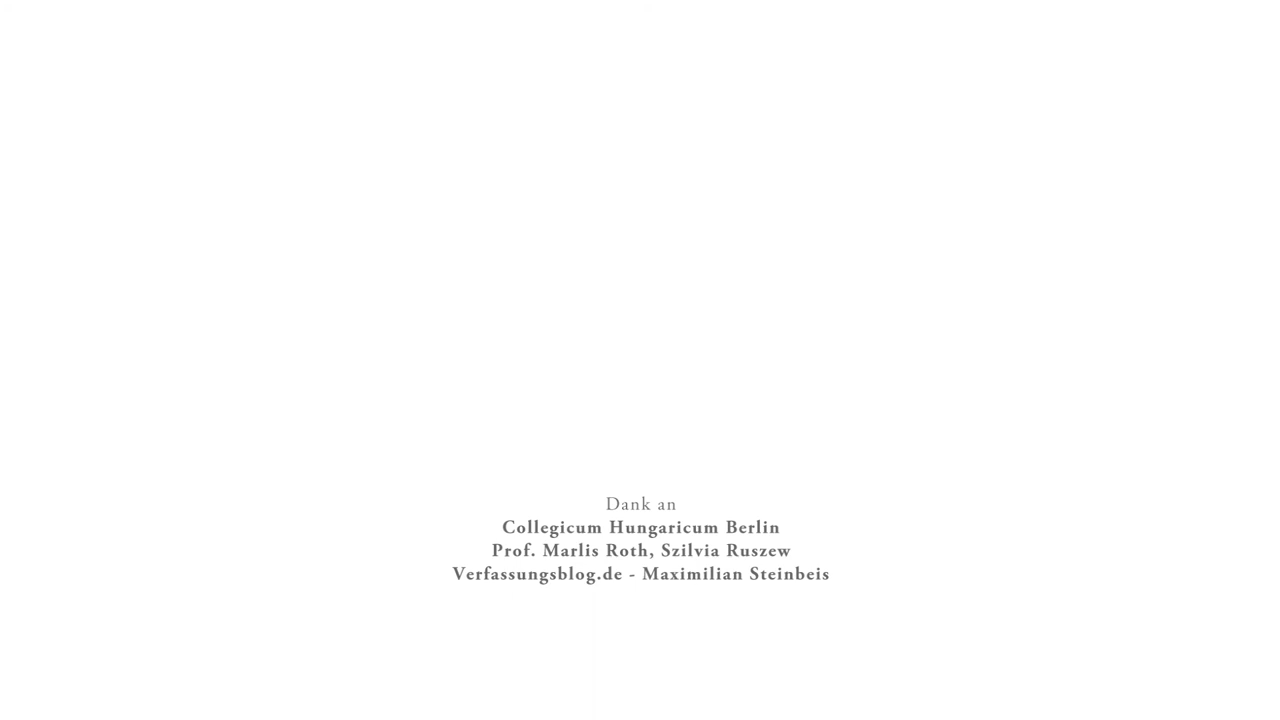 Dank an
Collegicum Hungaricum Berlin
Prof. Marlis Roth, Szilvia Ruszew
Verfassungsblog.de - Maximilian Steinbeis